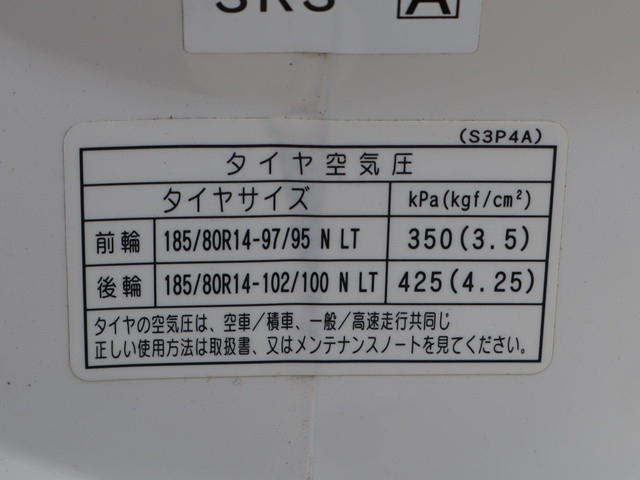 SRS A
(S3P4A)
タイヤ空気圧
タイヤサイズ kPa(kgf/cm²)
前輪 185/80R14-97/95 N LT 350(3.5)
後輪 185/80R14-102/100 N LT 425(4.25)
タイヤの空気圧は、空車/積車、一般/高速走行共同じ
正しい使用方法は取扱書、又はメンテナンスノートを見てください。